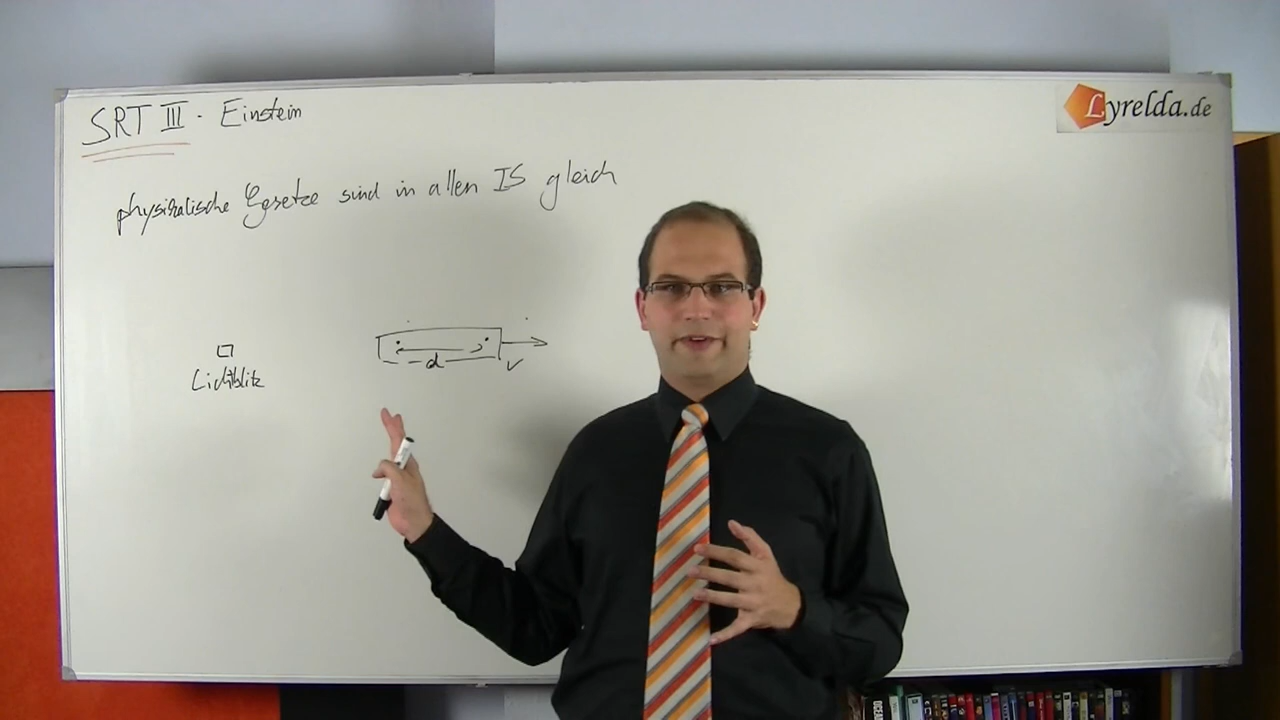 SRT III - Einstein
Lyrelda.de
physikalische Gesetze sind in allen IS gleich
d
v
Lichtblitz